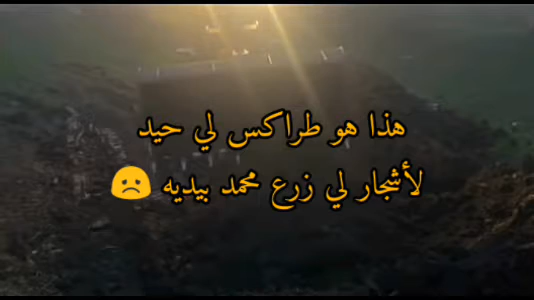 هذا هو طراكس لي حيد
لأشجار لي زرع محمد بيديه ☹️